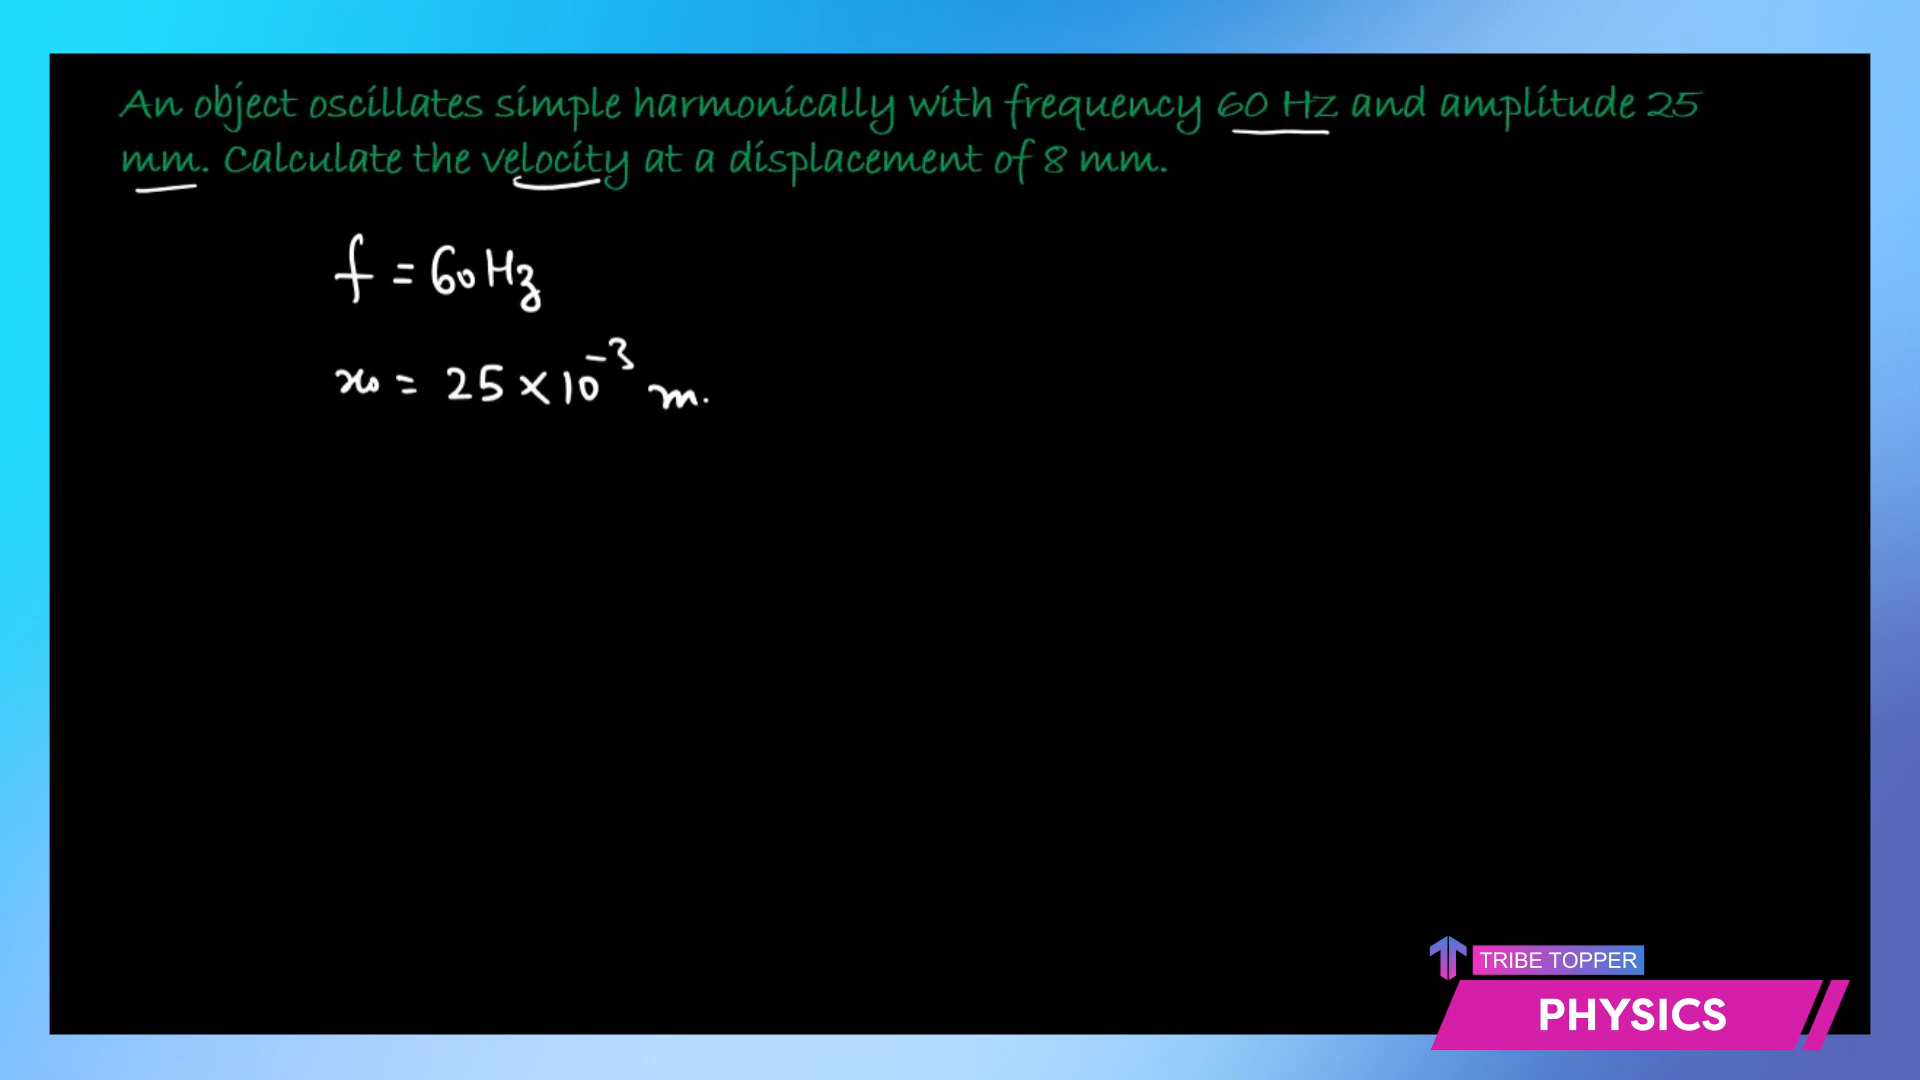 An object oscillates simple harmonically with frequency 60 Hz and amplitude 25
mm. Calculate the velocity at a displacement of 8 mm.
f = 60 Hz
x₀ = 25 × 10⁻³ m.
TRIBE TOPPER
PHYSICS